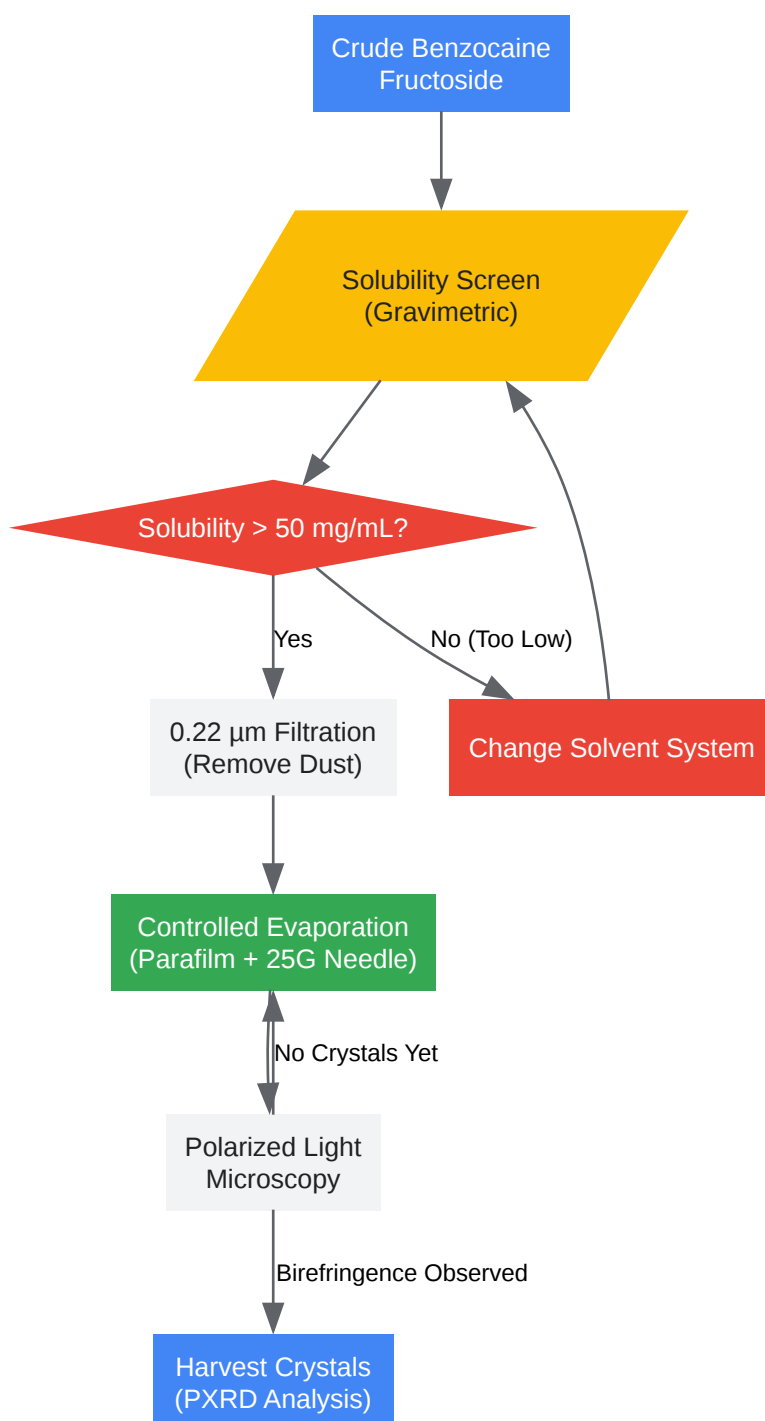 Crude Benzocaine
Fructoside
Solubility Screen
(Gravimetric)
Solubility > 50 mg/mL?
Yes
No (Too Low)
0.22 µm Filtration
(Remove Dust)
Change Solvent System
Controlled Evaporation
(Parafilm + 25G Needle)
No Crystals Yet
Polarized Light
Microscopy
Birefringence Observed
Harvest Crystals
(PXRD Analysis)